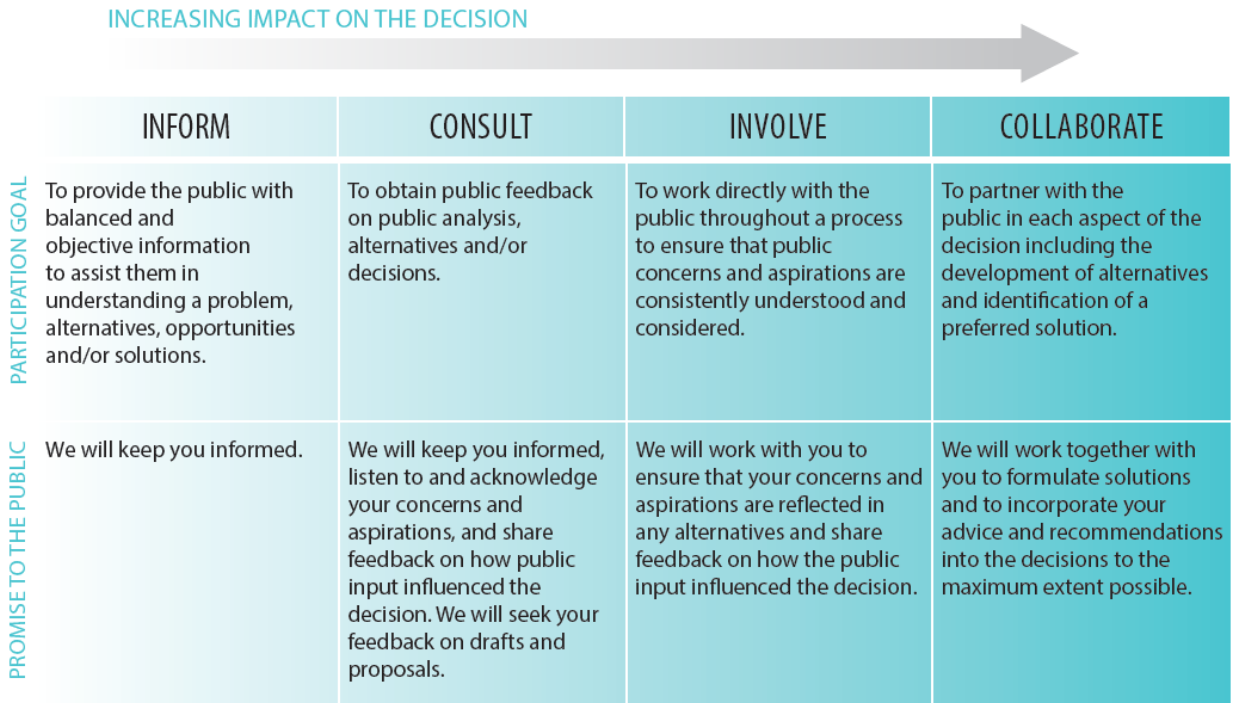 INCREASING IMPACT ON THE DECISION
INFORM
CONSULT
INVOLVE
COLLABORATE
PARTICIPATION GOAL
To provide the public with
balanced and
objective information
to assist them in
understanding a problem,
alternatives, opportunities
and/or solutions.
To obtain public feedback
on public analysis,
alternatives and/or
decisions.
To work directly with the
public throughout a process
to ensure that public
concerns and aspirations are
consistently understood and
considered.
To partner with the
public in each aspect of the
decision including the
development of alternatives
and identification of a
preferred solution.
PROMISE TO THE PUBLIC
We will keep you informed.
We will keep you informed,
listen to and acknowledge
your concerns and
aspirations, and share
feedback on how public
input influenced the
decision. We will seek your
feedback on drafts and
proposals.
We will work with you to
ensure that your concerns and
aspirations are reflected in
any alternatives and share
feedback on how the public
input influenced the decision.
We will work together with
you to formulate solutions
and to incorporate your
advice and recommendations
into the decisions to the
maximum extent possible.